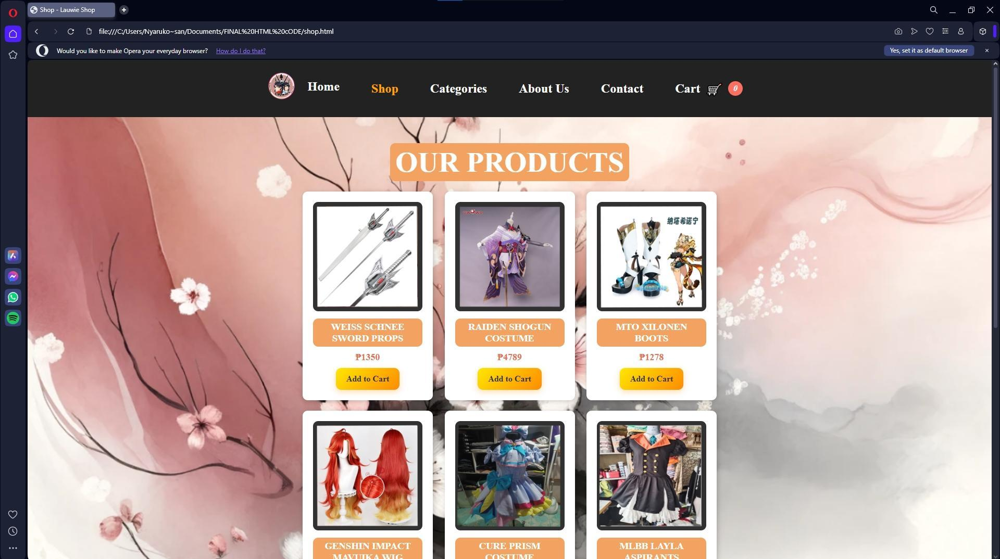 Shop - Lauwie Shop
file:///C:/Users/Nyaruko~san/Documents/FINAL%20HTML%20cODE/shop.html
Would you like to make Opera your everyday browser? How do I do that? Yes, set it as default browser
Home Shop Categories About Us Contact Cart 0
OUR PRODUCTS
纳塔希诺宁
WEISS SCHNEE
SWORD PROPS
₱1350
Add to Cart
RAIDEN SHOGUN
COSTUME
₱4789
Add to Cart
MTO XILONEN
BOOTS
₱1278
Add to Cart
GENSHIN IMPACT
MAVUIKA WIG
CURE PRISM
COSTUME
MLBB LAYLA
ASPIRANTS